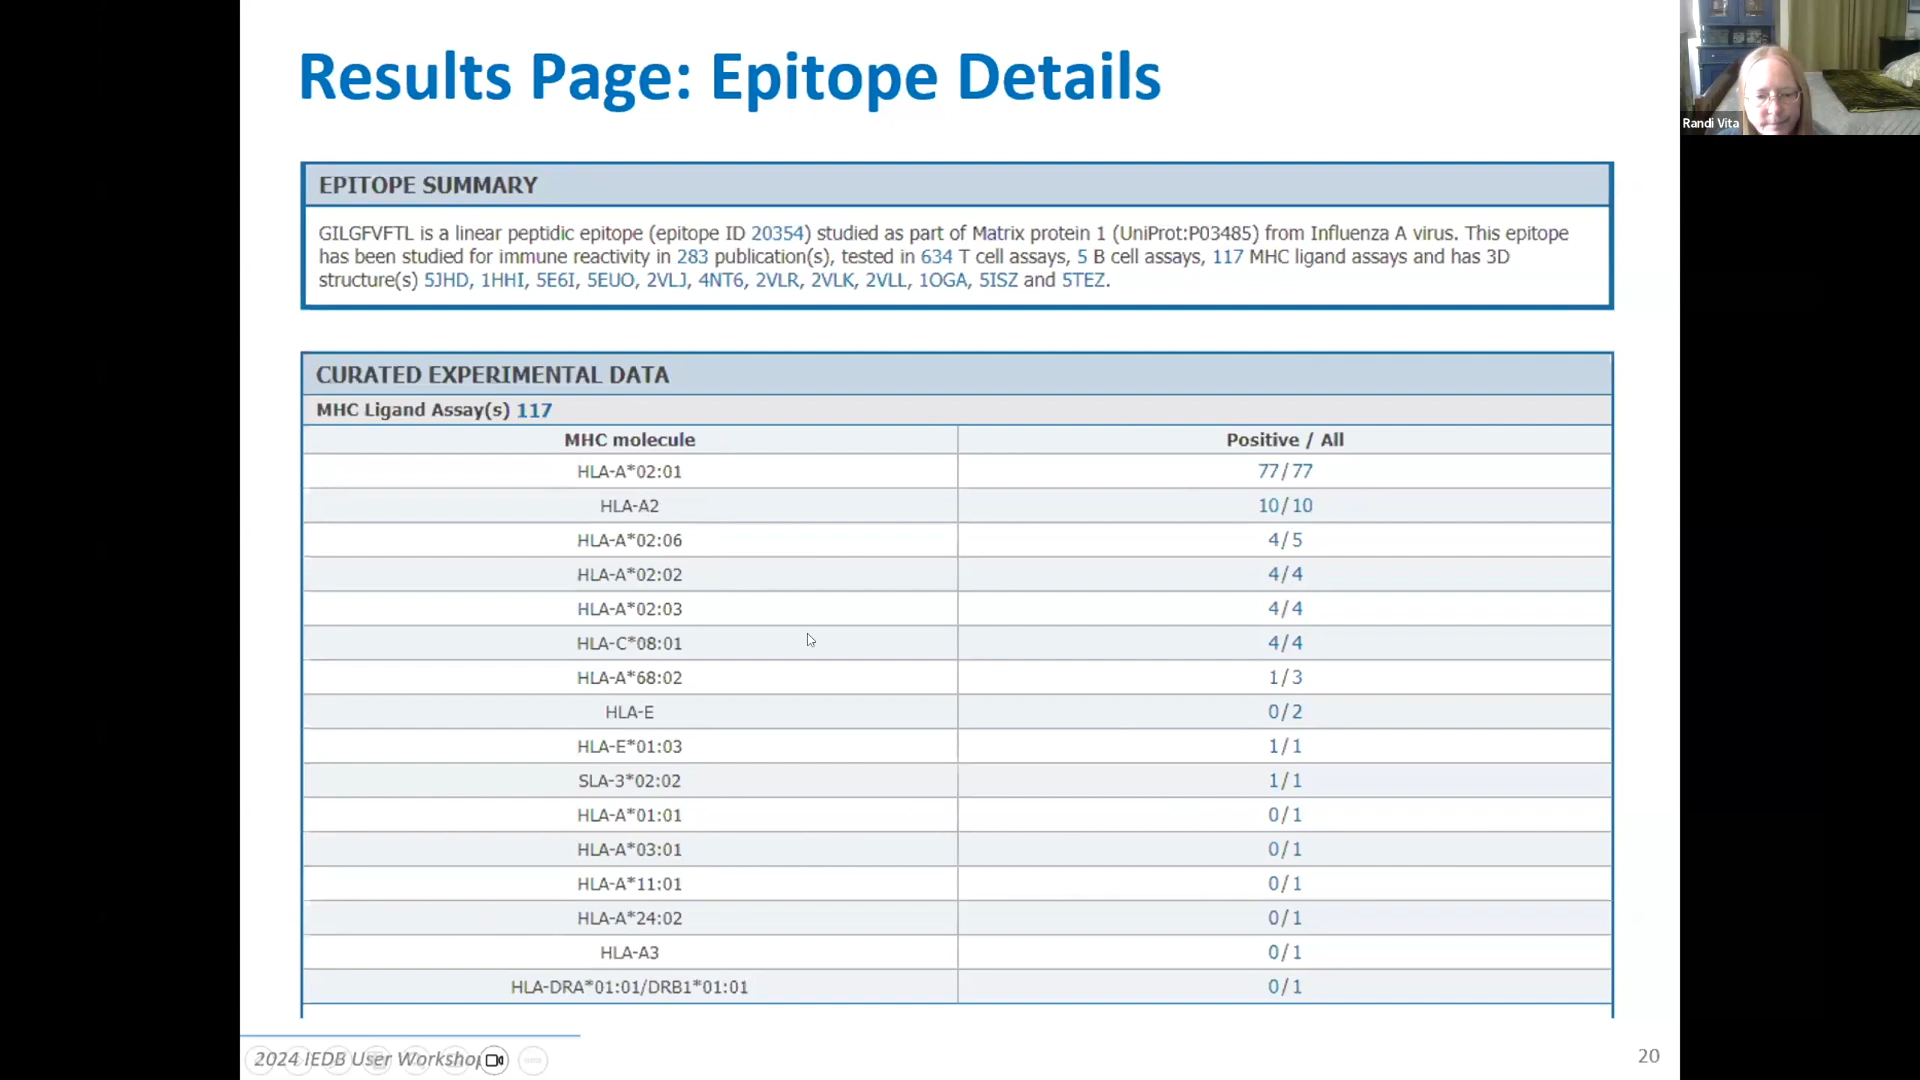 Results Page: Epitope Details
Randi Vita
EPITOPE SUMMARY
GILGFVFTL is a linear peptidic epitope (epitope ID 20354) studied as part of Matrix protein 1 (UniProt:P03485) from Influenza A virus. This epitope
has been studied for immune reactivity in 283 publication(s), tested in 634 T cell assays, 5 B cell assays, 117 MHC ligand assays and has 3D
structure(s) 5JHD, 1HHI, 5E6I, 5EUO, 2VLJ, 4NT6, 2VLR, 2VLK, 2VLL, 1OGA, 5ISZ and 5TEZ.
CURATED EXPERIMENTAL DATA
MHC Ligand Assay(s) 117
MHC molecule Positive / All
HLA-A*02:01 77/77
HLA-A2 10/10
HLA-A*02:06 4/5
HLA-A*02:02 4/4
HLA-A*02:03 4/4
HLA-C*08:01 4/4
HLA-A*68:02 1/3
HLA-E 0/2
HLA-E*01:03 1/1
SLA-3*02:02 1/1
HLA-A*01:01 0/1
HLA-A*03:01 0/1
HLA-A*11:01 0/1
HLA-A*24:02 0/1
HLA-A3 0/1
HLA-DRA*01:01/DRB1*01:01 0/1
2024 IEDB User Workshop
20